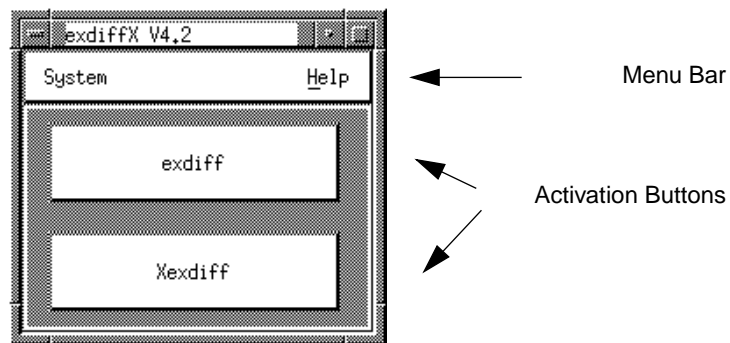 exdiffX V4.2
System Help
Menu Bar
exdiff
Activation Buttons
Xexdiff